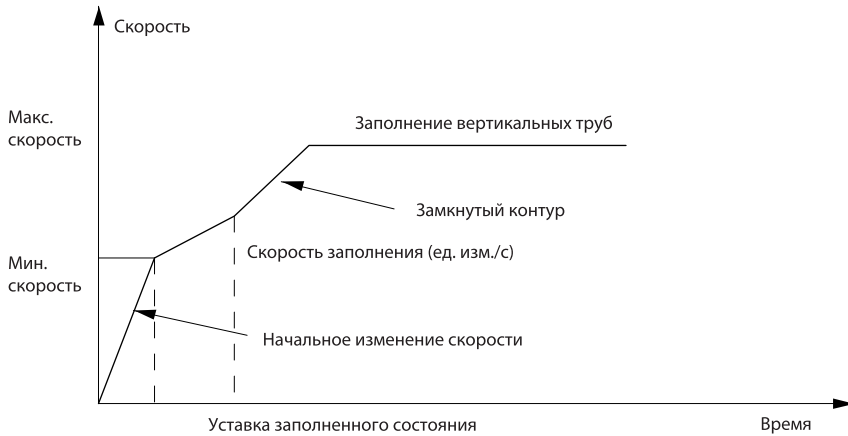 Скорость
Макс.
скорость
Заполнение вертикальных труб
Замкнутый контур
Скорость заполнения (ед. изм./с)
Мин.
скорость
Начальное изменение скорости
Уставка заполненного состояния
Время